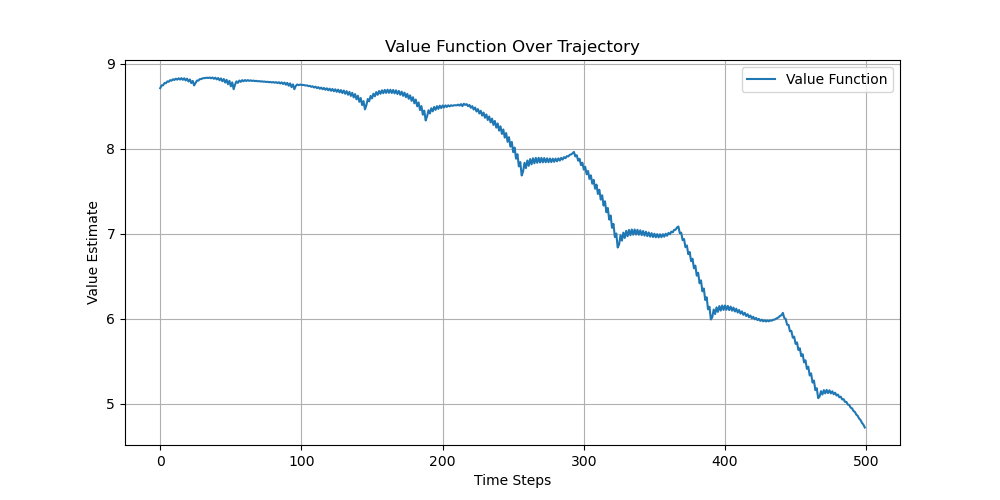 Value Function Over Trajectory
Value Function
Value Estimate
9
8
7
6
5
0 100 200 300 400 500
Time Steps